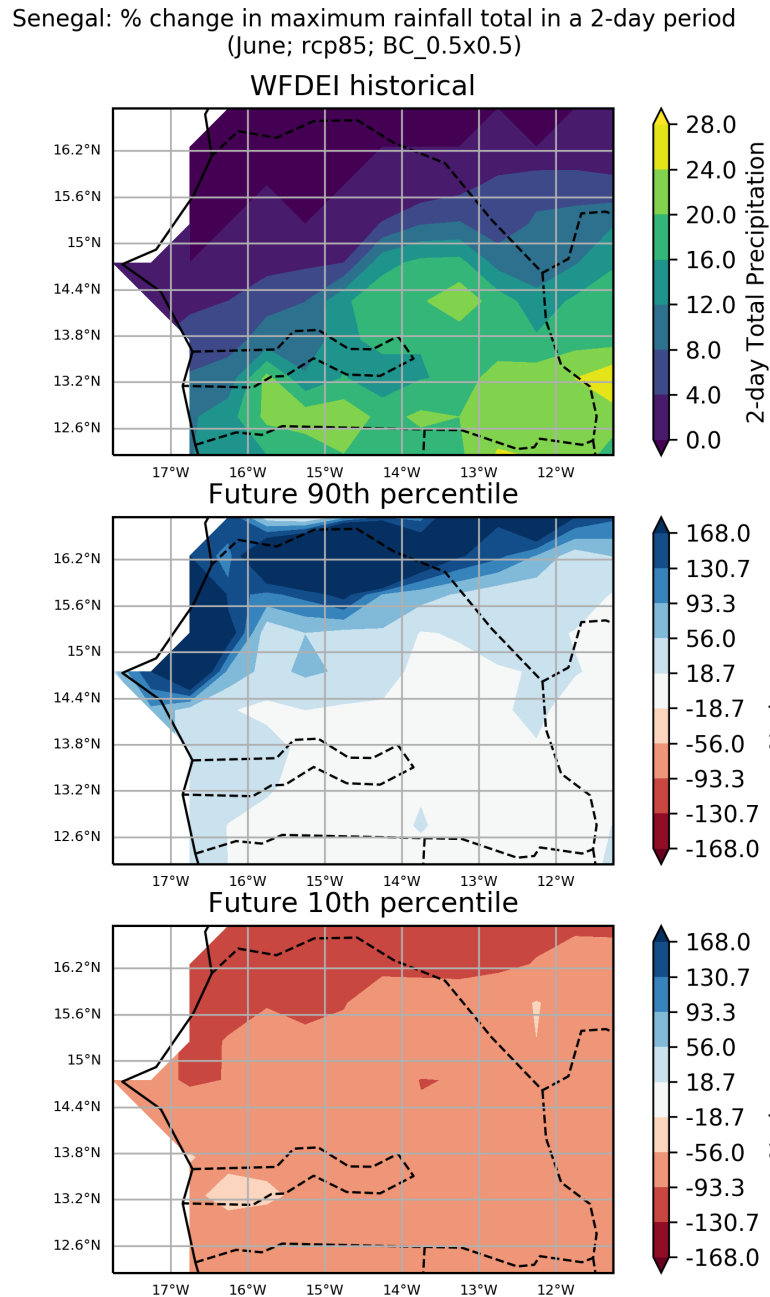 Senegal: % change in maximum rainfall total in a 2-day period
(June; rcp85; BC_0.5x0.5)
WFDEI historical
16.2°N
15.6°N
15°N
14.4°N
13.8°N
13.2°N
12.6°N
17°W 16°W 15°W 14°W 13°W 12°W
28.0
24.0
20.0
16.0
12.0
8.0
4.0
0.0
2-day Total Precipitation
Future 90th percentile
16.2°N
15.6°N
15°N
14.4°N
13.8°N
13.2°N
12.6°N
17°W 16°W 15°W 14°W 13°W 12°W
168.0
130.7
93.3
56.0
18.7
-18.7
-56.0
-93.3
-130.7
-168.0
Future 10th percentile
16.2°N
15.6°N
15°N
14.4°N
13.8°N
13.2°N
12.6°N
17°W 16°W 15°W 14°W 13°W 12°W
168.0
130.7
93.3
56.0
18.7
-18.7
-56.0
-93.3
-130.7
-168.0